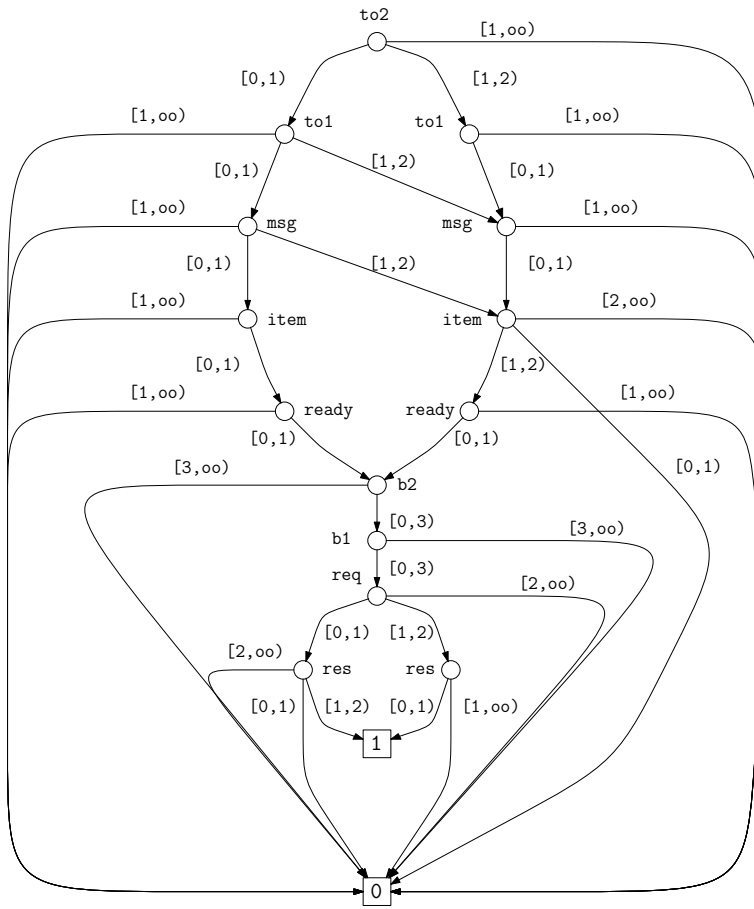 to2
[1,oo)
[0,1)
[1,2)
[1,oo)
to1
to1
[1,oo)
[0,1)
[1,2)
[0,1)
[1,oo)
msg
msg
[1,oo)
[0,1)
[1,2)
[0,1)
[1,oo)
item
item
[2,oo)
[0,1)
[1,2)
[1,oo)
ready
ready
[1,oo)
[0,1)
[0,1)
[3,oo)
b2
[0,1)
[0,3)
b1
[3,oo)
req
[0,3)
[2,oo)
[0,1)
[1,2)
[2,oo)
res
res
[0,1)
[1,2)
[0,1)
[1,oo)
1
0